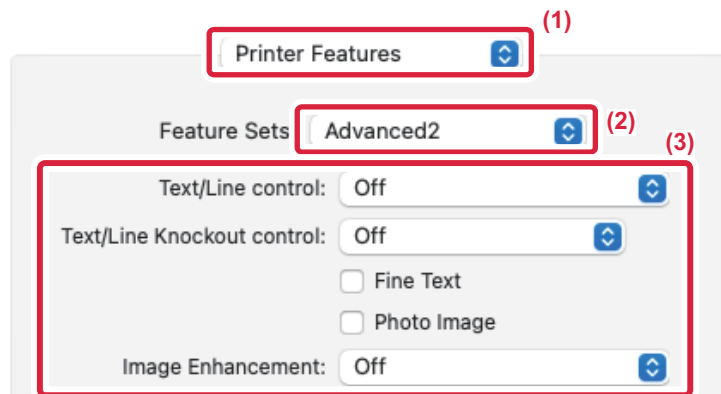 (1)
Printer Features
Feature Sets Advanced2 (2)
(3)
Text/Line control: Off
Text/Line Knockout control: Off
Fine Text
Photo Image
Image Enhancement: Off